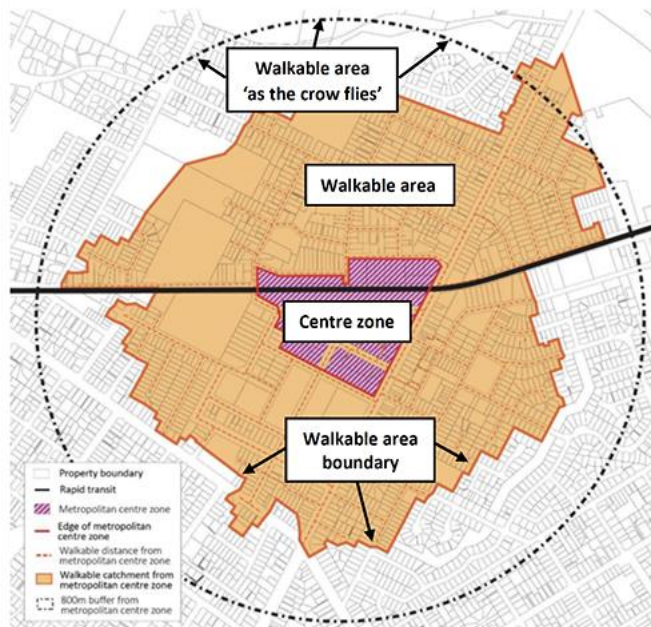 Walkable area
‘as the crow flies’
Walkable area
Centre zone
Walkable area
boundary
Property boundary
Rapid transit
Metropolitan centre zone
Edge of metropolitan
centre zone
Walkable distance from
metropolitan centre zone
Walkable catchment from
metropolitan centre zone
800m buffer from
metropolitan centre zone